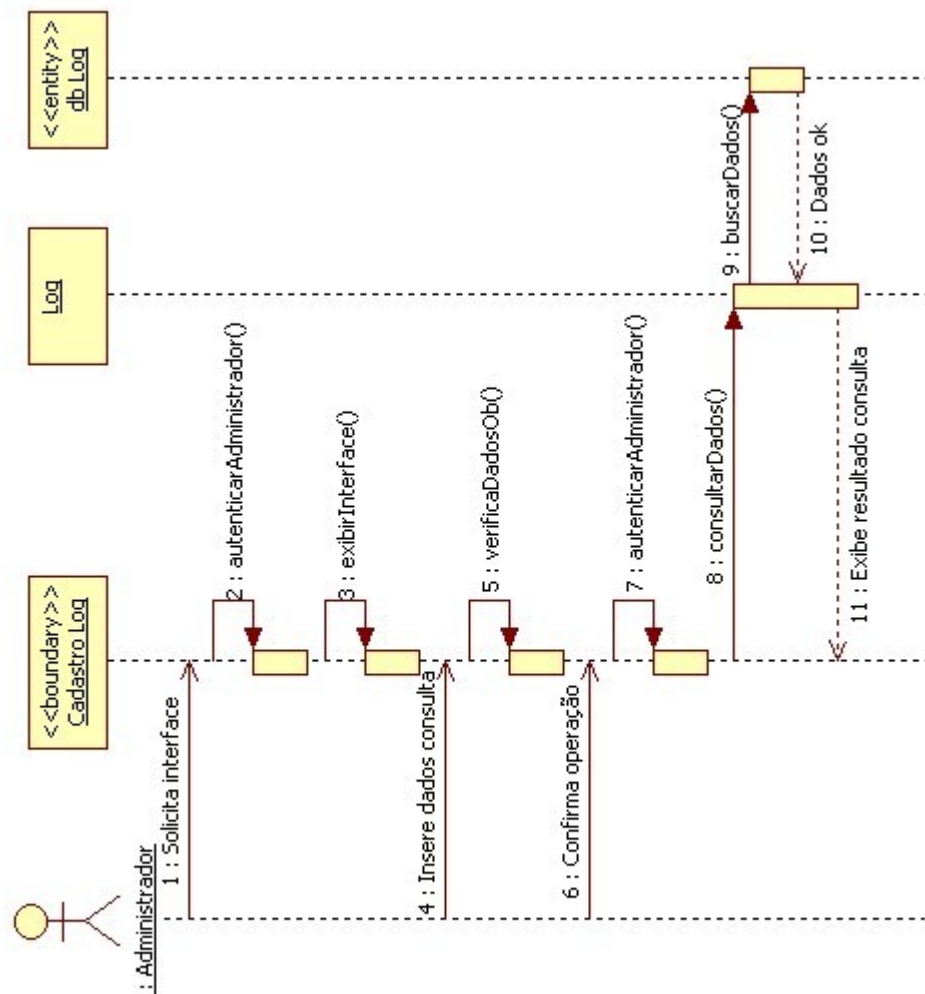 : Administrador
<<boundary>>
Cadastro Log
Log
<<entity>>
db Log
1 : Solicita interface
2 : autenticarAdministrador()
3 : exibirInterface()
4 : Insere dados consulta
5 : verificaDadosOb()
6 : Confirma operação
7 : autenticarAdministrador()
8 : consultarDados()
9 : buscarDados()
10 : Dados ok
11 : Exibe resultado consulta